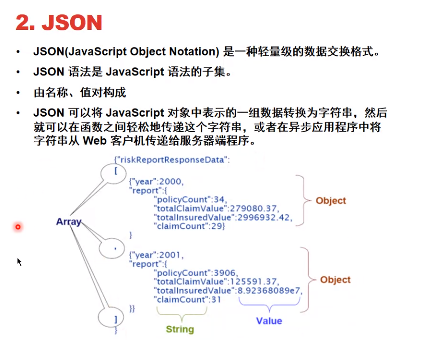 2. JSON
• JSON(JavaScript Object Notation) 是一种轻量级的数据交换格式。
• JSON 语法是 JavaScript 语法的子集。
• 由名称、值对构成
• JSON 可以将 JavaScript 对象中表示的一组数据转换为字符串，然后
就可以在函数之间轻松地传递这个字符串，或者在异步应用程序中将
字符串从 Web 客户机传递给服务器端程序。
{"riskReportResponseData":
[
{"year":2000,
"report":{
"policyCount":34,
"totalClaimValue":279080.37,
"totalInsuredValue":2996932.42,
"claimCount":29}
}
Object
Array
,
{"year":2001,
"report":{
"policyCount":3906,
"totalClaimValue":125591.37,
"totalInsuredValue":8.92368089e7,
"claimCount":31
}}
Object
]
}
String
Value